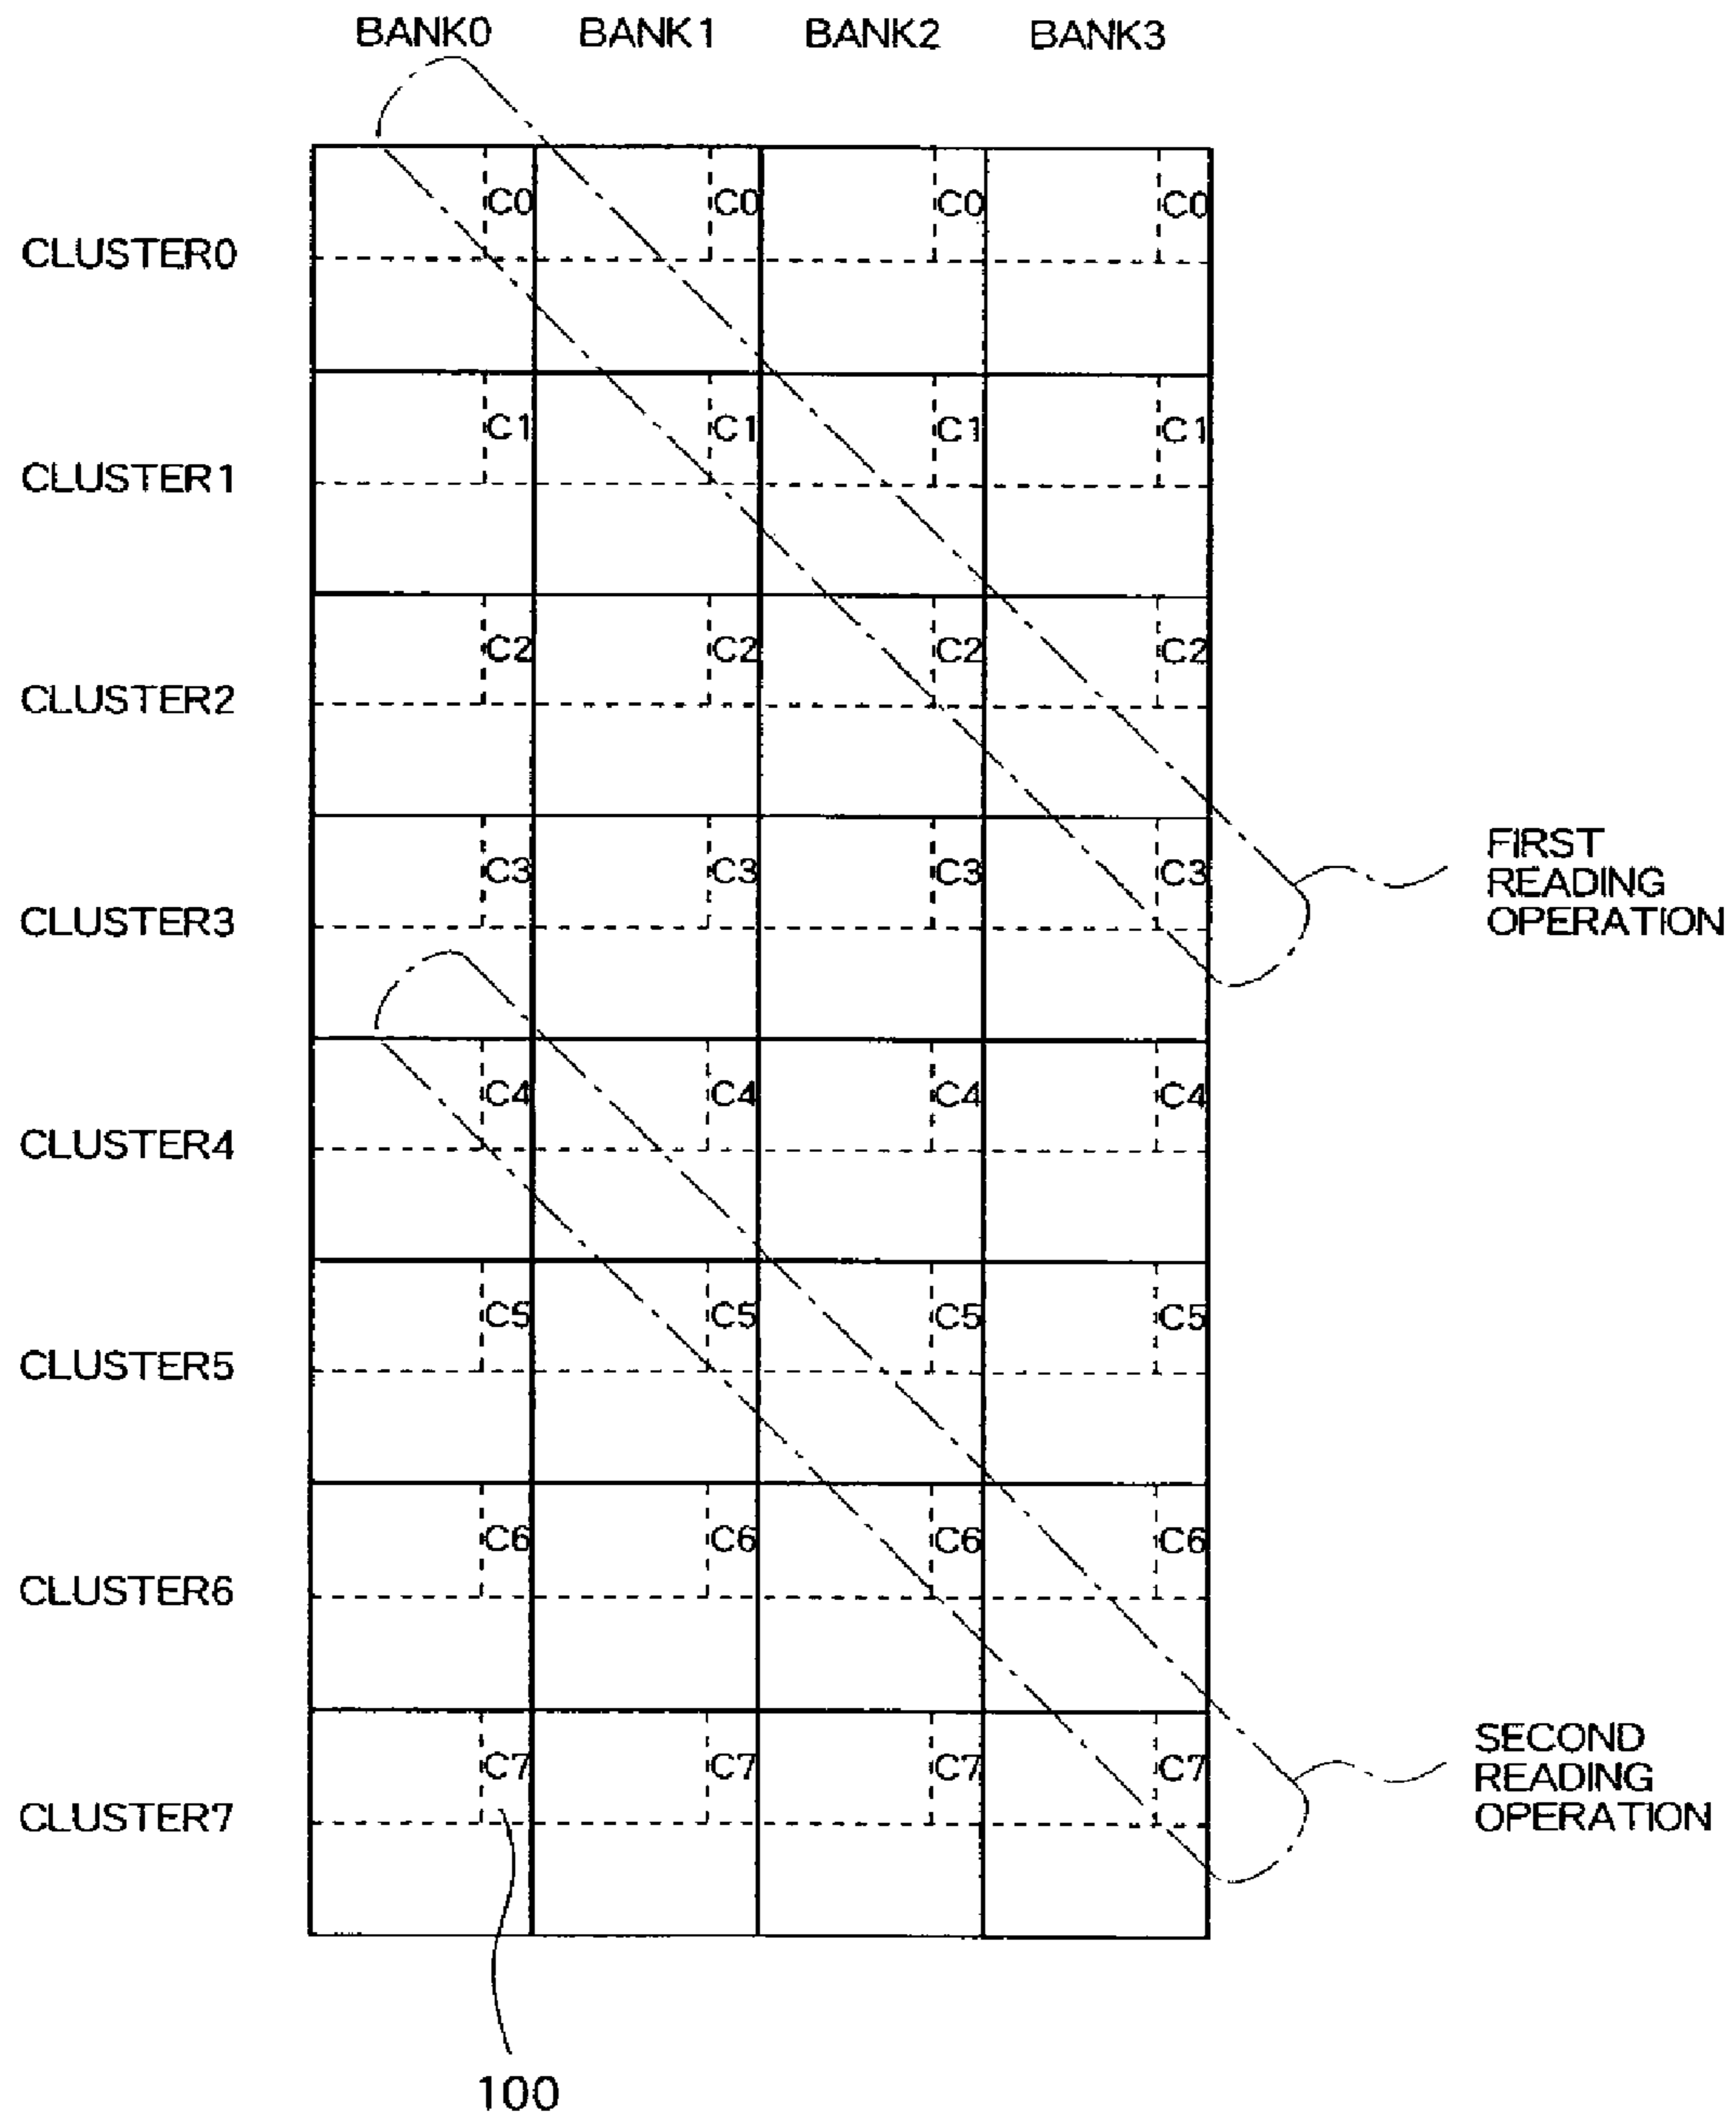 BANK0 BANK1 BANK2 BANK3
CLUSTER0 C0 C0 C0 C0
CLUSTER1 C1 C1 C1 C1
CLUSTER2 C2 C2 C2 C2
CLUSTER3 C3 C3 C3 C3
FIRST
READING
OPERATION
CLUSTER4 C4 C4 C4 C4
CLUSTER5 C5 C5 C5 C5
CLUSTER6 C6 C6 C6 C6
CLUSTER7 C7 C7 C7 C7
SECOND
READING
OPERATION
100